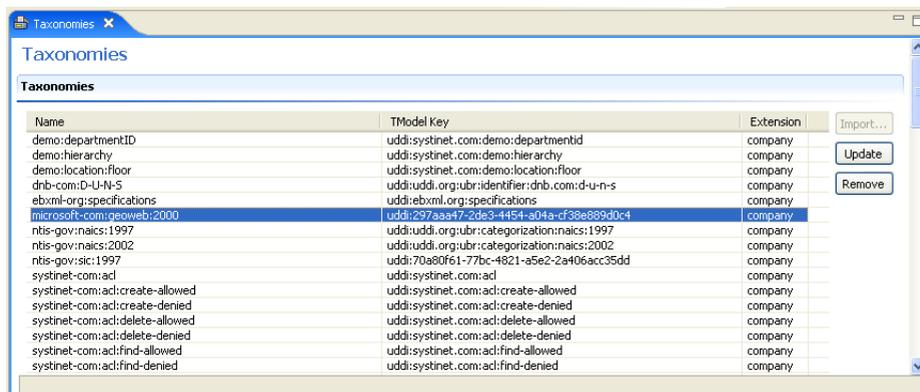 Taxonomies
Taxonomies
Taxonomies
Name TModel Key Extension
demo:departmentID uddi:systinet.com:demo:departmentid company
demo:hierarchy uddi:systinet.com:demo:hierarchy company
demo:location:floor uddi:systinet.com:demo:location:floor company
dnb-com:D-U-N-S uddi:uddi.org:ubr:identifier:dnb.com:d-u-n-s company
ebxml-org:specifications uddi:ebxml.org:specifications company
microsoft-com:geoweb:2000 uddi:297aaa47-2de3-4454-a04a-cf38e889d0c4 company
ntis-gov:naics:1997 uddi:uddi.org:ubr:categorization:naics:1997 company
ntis-gov:naics:2002 uddi:uddi.org:ubr:categorization:naics:2002 company
ntis-gov:sic:1997 uddi:70a80f61-77bc-4821-a5e2-2a406acc35dd company
systinet-com:acl uddi:systinet.com:acl company
systinet-com:acl:create-allowed uddi:systinet.com:acl:create-allowed company
systinet-com:acl:create-denied uddi:systinet.com:acl:create-denied company
systinet-com:acl:delete-allowed uddi:systinet.com:acl:delete-allowed company
systinet-com:acl:delete-denied uddi:systinet.com:acl:delete-denied company
systinet-com:acl:find-allowed uddi:systinet.com:acl:find-allowed company
systinet-com:acl:find-denied uddi:systinet.com:acl:find-denied company
Import...
Update
Remove